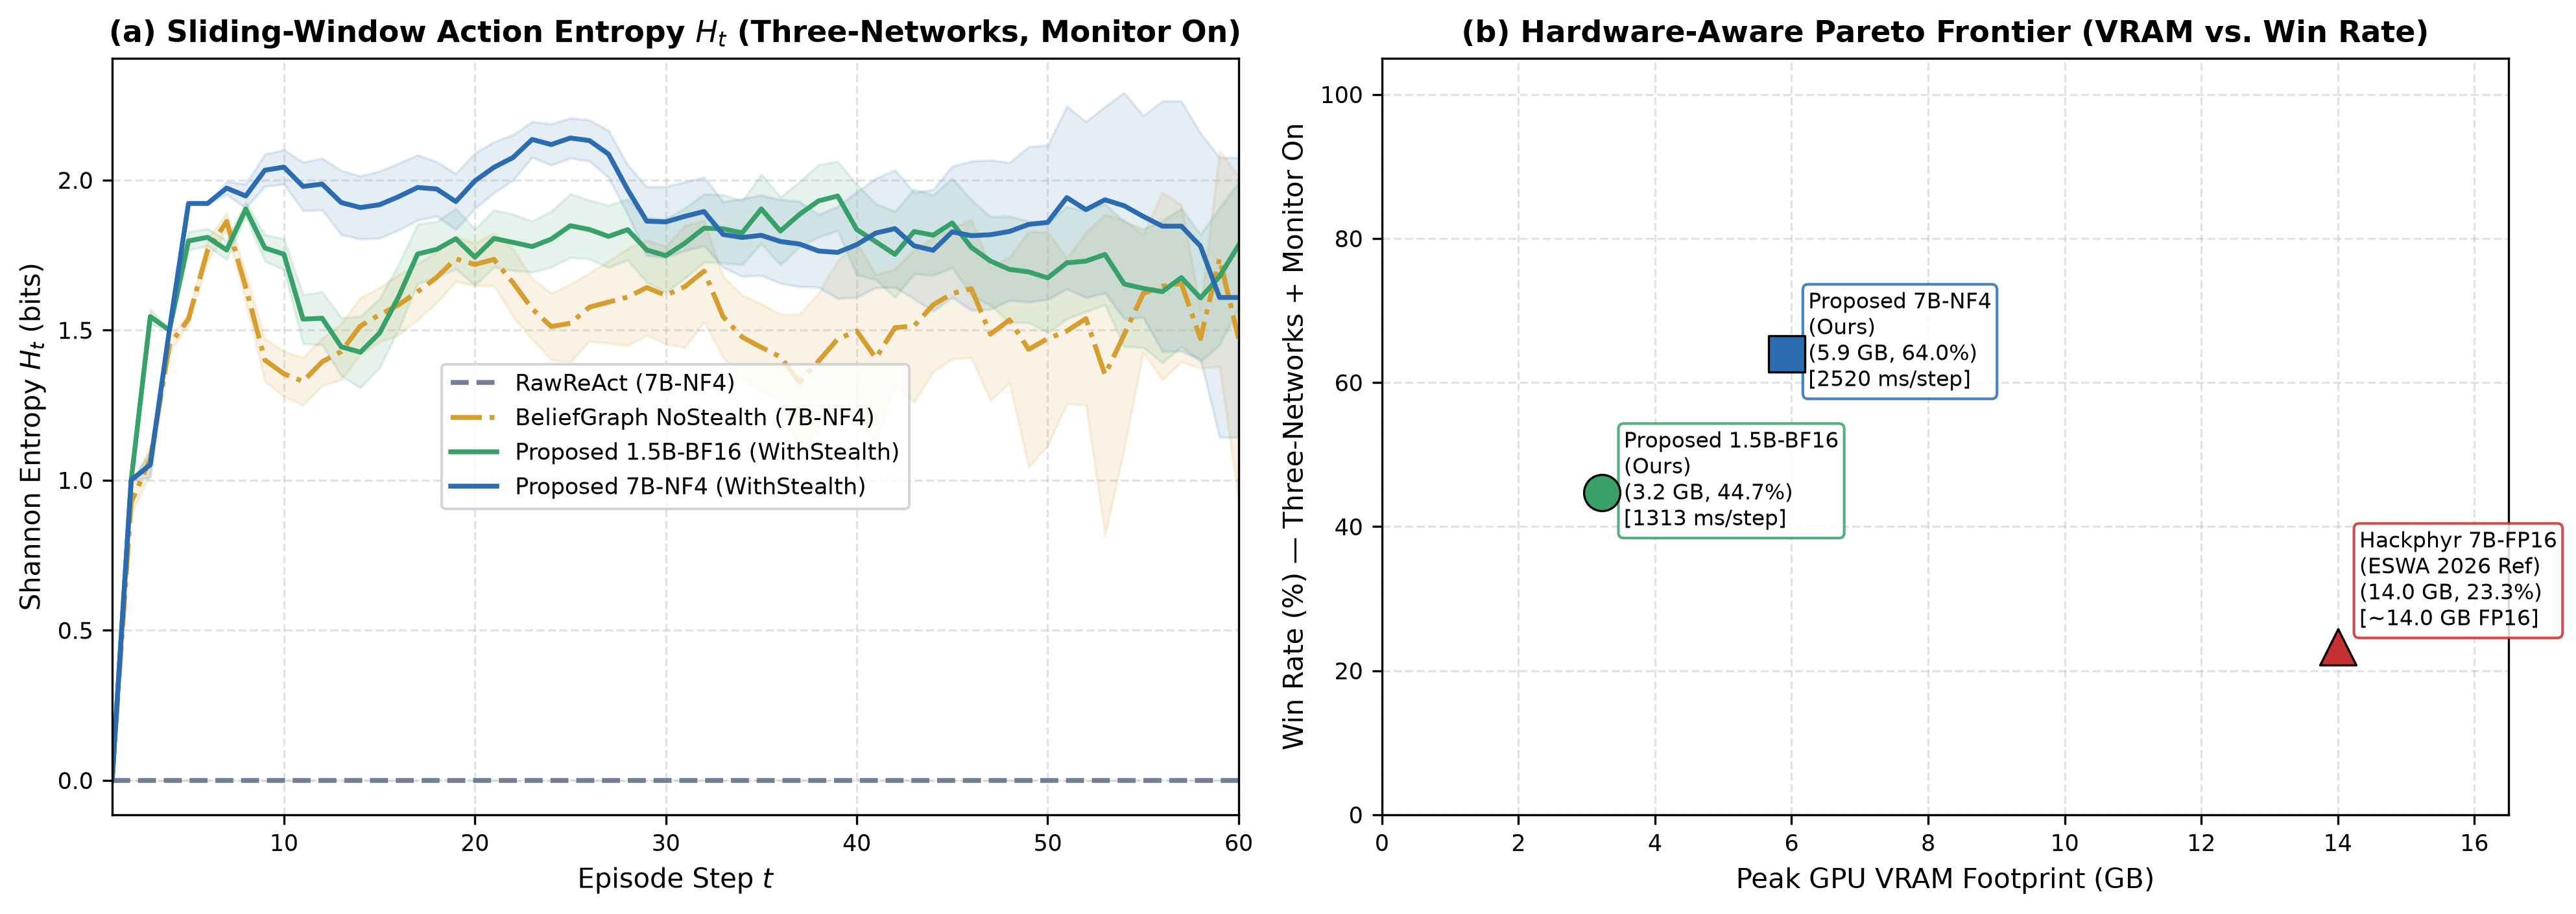 (a) Sliding-Window Action Entropy Hₜ (Three-Networks, Monitor On)
Shannon Entropy Hₜ (bits)
2.0
1.5
1.0
0.5
0.0
RawReAct (7B-NF4)
BeliefGraph NoStealth (7B-NF4)
Proposed 1.5B-BF16 (WithStealth)
Proposed 7B-NF4 (WithStealth)
10
20
30
40
50
60
Episode Step t
(b) Hardware-Aware Pareto Frontier (VRAM vs. Win Rate)
Win Rate (%) — Three-Networks + Monitor On
100
80
60
40
20
0
Proposed 7B-NF4
(Ours)
(5.9 GB, 64.0%)
[2520 ms/step]
Proposed 1.5B-BF16
(Ours)
(3.2 GB, 44.7%)
[1313 ms/step]
Hackphyr 7B-FP16
(ESWA 2026 Ref)
(14.0 GB, 23.3%)
[~14.0 GB FP16]
0
2
4
6
8
10
12
14
16
Peak GPU VRAM Footprint (GB)